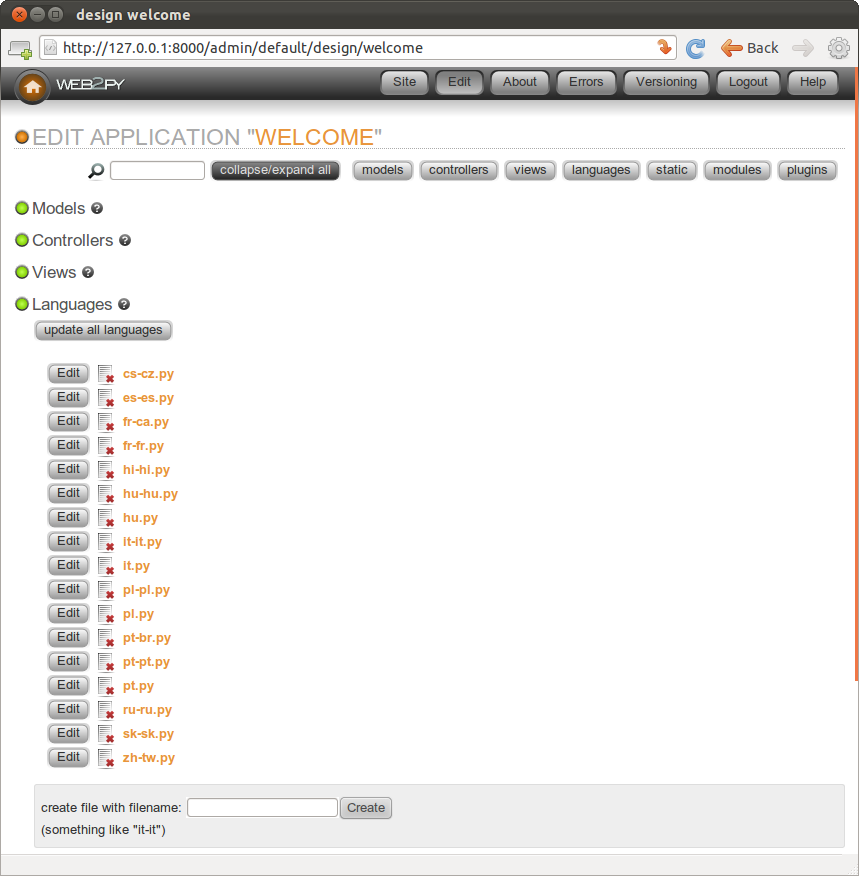 design welcome
http://127.0.0.1:8000/admin/default/design/welcome Back
WEB2PY Site Edit About Errors Versioning Logout Help
EDIT APPLICATION "WELCOME"
collapse/expand all models controllers views languages static modules plugins
Models ?
Controllers ?
Views ?
Languages ?
update all languages
Edit cs-cz.py
Edit es-es.py
Edit fr-ca.py
Edit fr-fr.py
Edit hi-hi.py
Edit hu-hu.py
Edit hu.py
Edit it-it.py
Edit it.py
Edit pl-pl.py
Edit pl.py
Edit pt-br.py
Edit pt-pt.py
Edit pt.py
Edit ru-ru.py
Edit sk-sk.py
Edit zh-tw.py
create file with filename: Create
(something like "it-it")